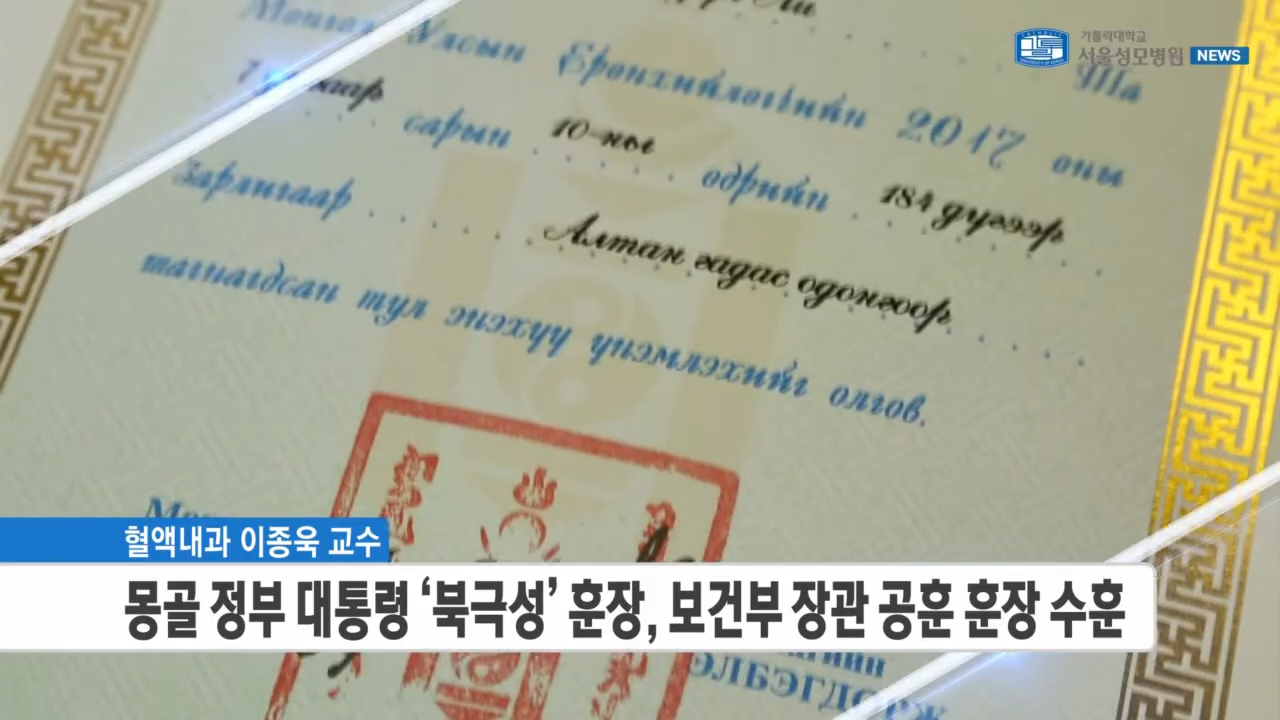 가톨릭대학교
서울성모병원 NEWS
Ли
Монгол Улсын Ерөнхийлөгчийн 2017 оны
сарын 10-ны өдрийн 184 дүгээр
Зарлигаар Алтан гадас одонгоор
шагнагдсан тул энэхүү үнэмлэхийг олгов.
혈액내과 이종욱 교수
몽골 정부 대통령 ‘북극성’ 훈장, 보건부 장관 공훈 훈장 수훈
ЭЛБЭГДОРЖ